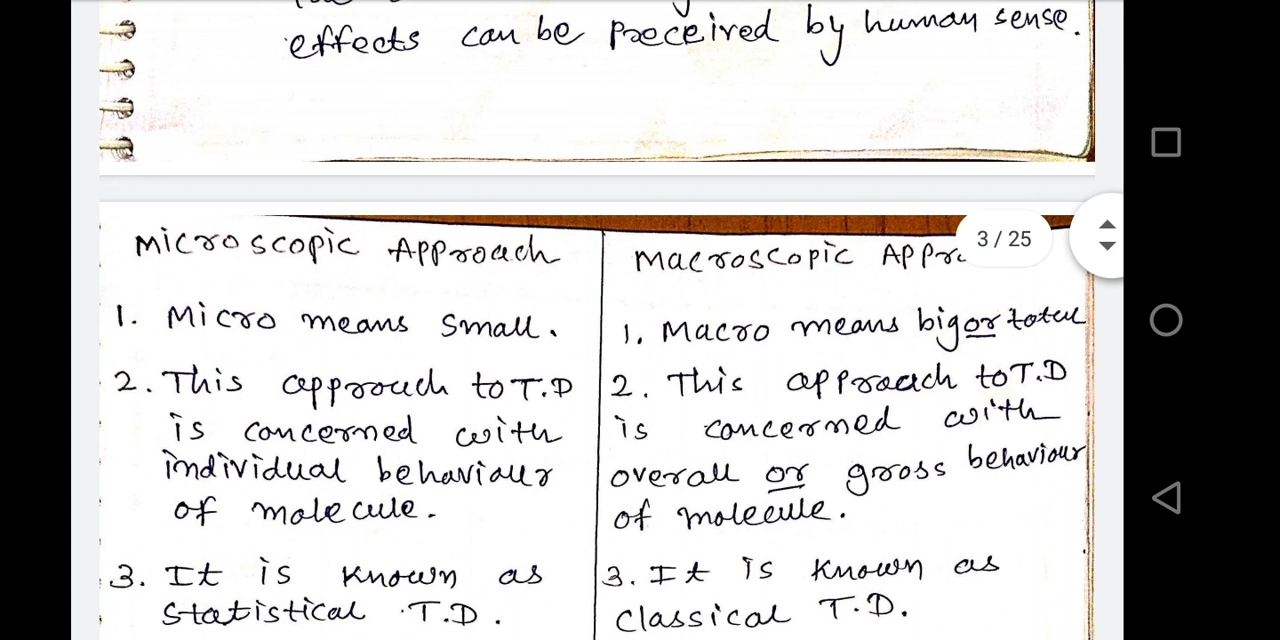 effects can be preceived by human sense.
3 / 25
Microscopic Approach
1. Micro means small.
2. This approach to T.D
is concerned with
individual behaviour
of molecule.
3. It is known as
statistical T.D.
Macroscopic
1. Macro means big or total
2. This approach to T.D
is concerned with
overall or gross behaviour
of molecule.
3. It is known as
classical T.D.